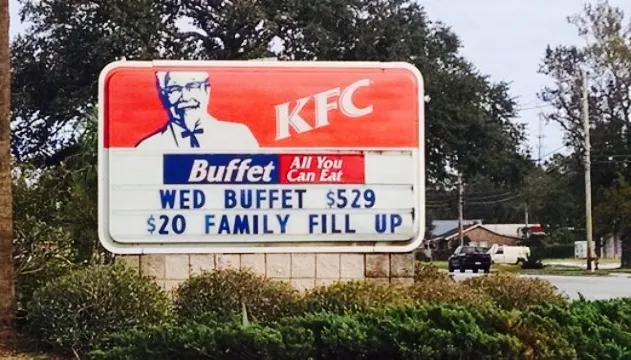 KFC
Buffet All You
Can Eat
WED BUFFET $529
$20 FAMILY FILL UP